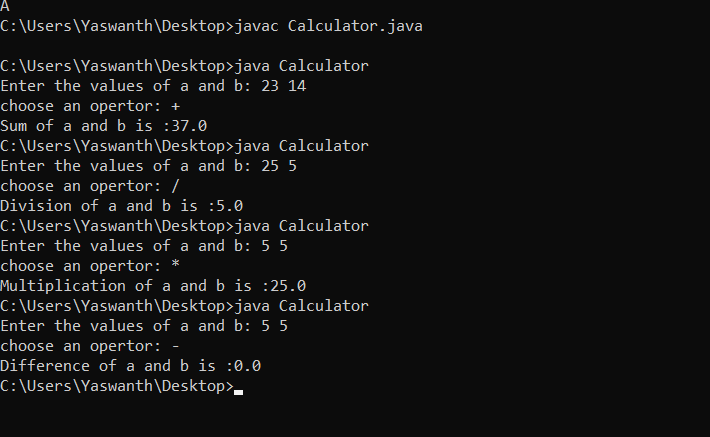 A
C:\Users\Yaswanth\Desktop>javac Calculator.java
C:\Users\Yaswanth\Desktop>java Calculator
Enter the values of a and b: 23 14
choose an opertor: +
Sum of a and b is :37.0
C:\Users\Yaswanth\Desktop>java Calculator
Enter the values of a and b: 25 5
choose an opertor: /
Division of a and b is :5.0
C:\Users\Yaswanth\Desktop>java Calculator
Enter the values of a and b: 5 5
choose an opertor: *
Multiplication of a and b is :25.0
C:\Users\Yaswanth\Desktop>java Calculator
Enter the values of a and b: 5 5
choose an opertor: -
Difference of a and b is :0.0
C:\Users\Yaswanth\Desktop>